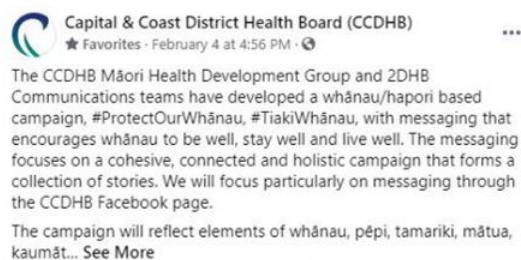 Capital & Coast District Health Board (CCDHB)
Favorites · February 4 at 4:56 PM ·
The CCDHB Māori Health Development Group and 2DHB
Communications teams have developed a whānau/hapori based
campaign, #ProtectOurWhānau, #TiakiWhānau, with messaging that
encourages whānau to be well, stay well and live well. The messaging
focuses on a cohesive, connected and holistic campaign that forms a
collection of stories. We will focus particularly on messaging through
the CCDHB Facebook page.
The campaign will reflect elements of whānau, pēpi, tamariki, mātua,
kaumāt... See More